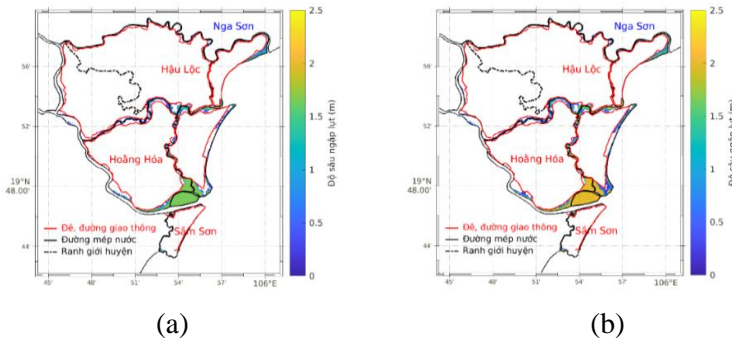 Nga Sơn
Hậu Lộc
Hoằng Hóa
Sầm Sơn
Đê, đường giao thông
Đường mép nước
Ranh giới huyện
56'
52'
19°N
48.00'
44'
45'
48'
51'
54'
57'
106°E
2.5
2
1.5
1
0.5
0
Độ sâu ngập lụt (m)
(a)
Nga Sơn
Hậu Lộc
Hoằng Hóa
Sầm Sơn
Đê, đường giao thông
Đường mép nước
Ranh giới huyện
56'
52'
19°N
48.00'
44'
45'
48'
51'
54'
57'
106°E
2.5
2
1.5
1
0.5
0
Độ sâu ngập lụt (m)
(b)